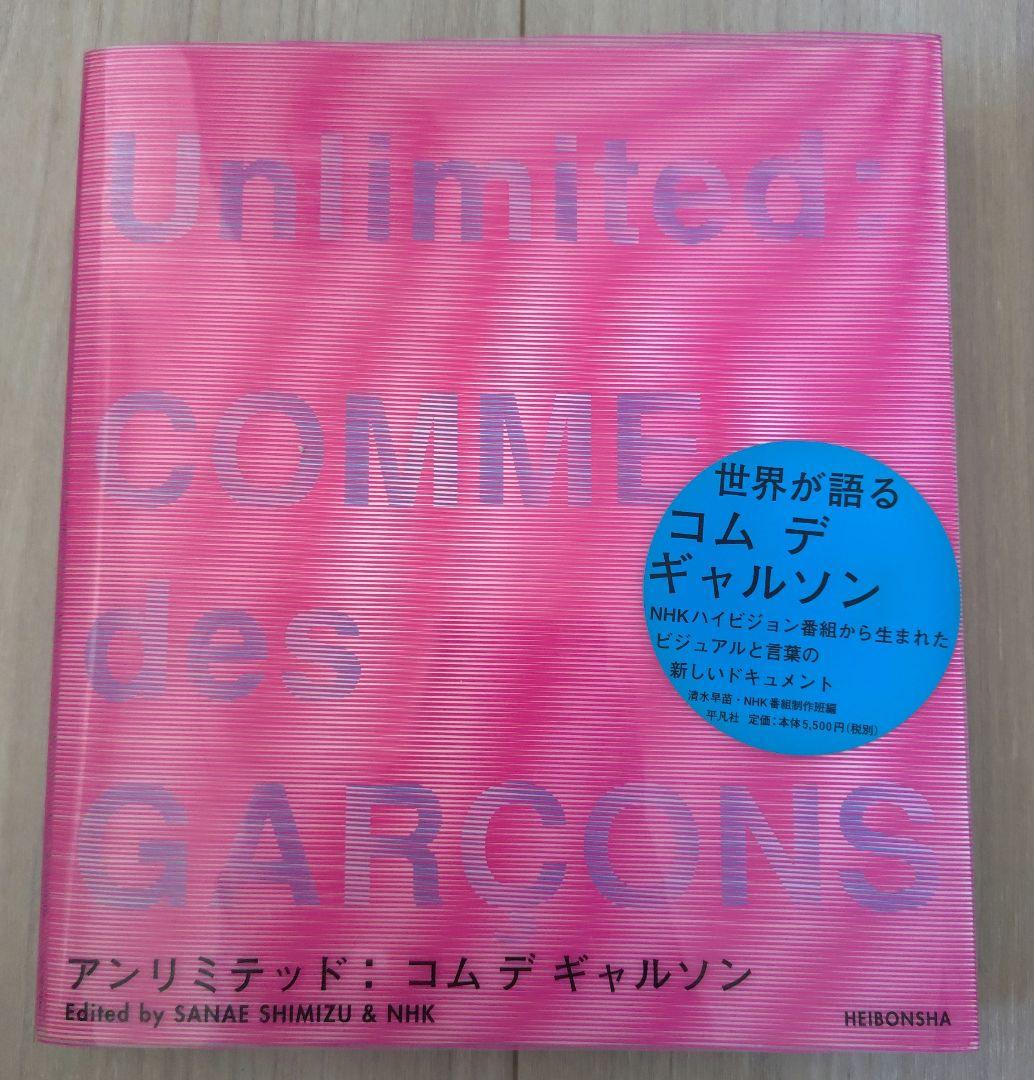 Unlimited:
COMME
des
GARÇONS
世界が語る
コム デ
ギャルソン
NHKハイビジョン番組から生まれた
ビジュアルと言葉の
新しいドキュメント
清水早苗・NHK番組制作班編
平凡社 定価:本体5,500円(税別)
アンリミテッド: コム デ ギャルソン
Edited by SANAE SHIMIZU & NHK
HEIBONSHA